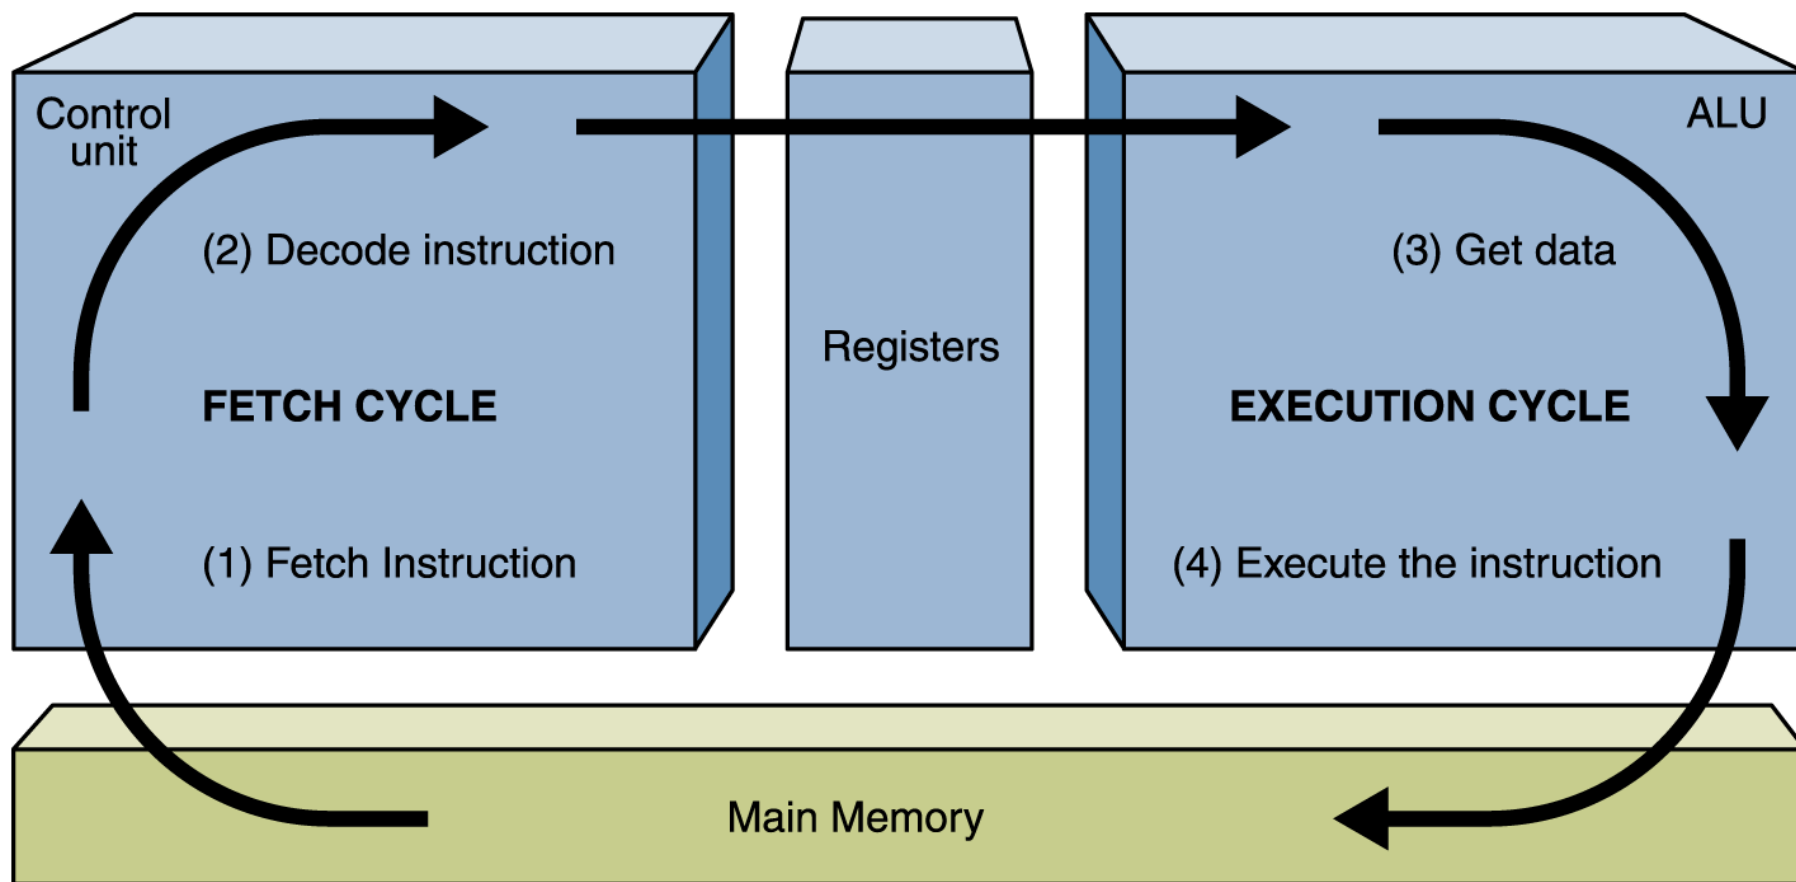 Control
unit
ALU
(2) Decode instruction
(3) Get data
Registers
FETCH CYCLE
EXECUTION CYCLE
(1) Fetch Instruction
(4) Execute the instruction
Main Memory